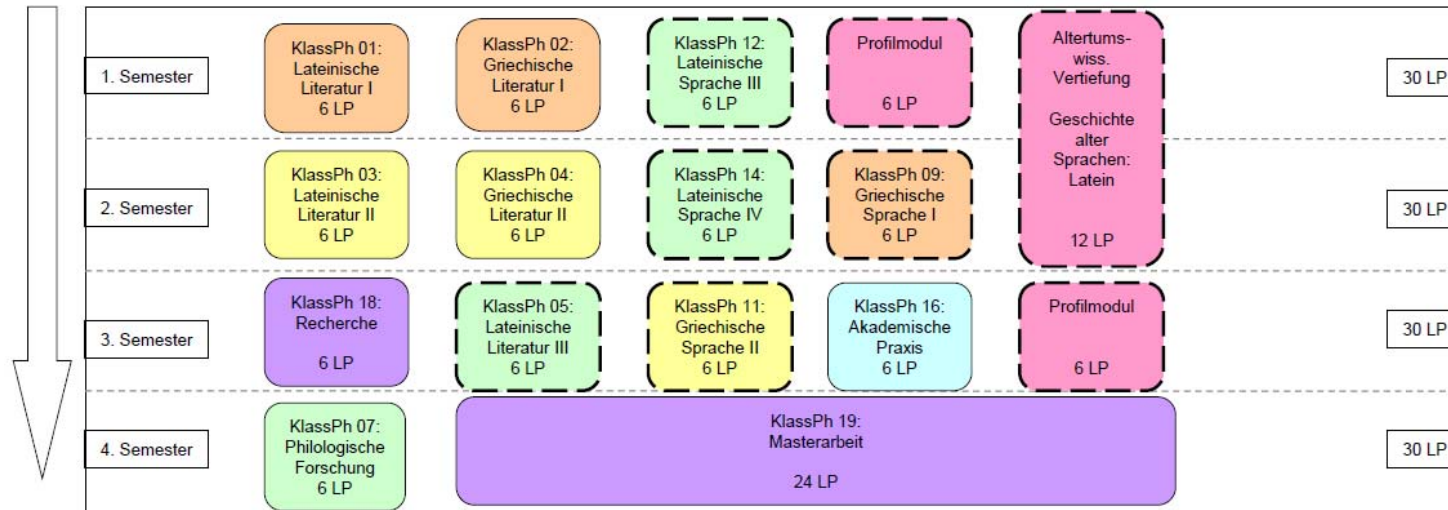 1. Semester
KlassPh 01:
Lateinische
Literatur I
6 LP
KlassPh 02:
Griechische
Literatur I
6 LP
KlassPh 12:
Lateinische
Sprache III
6 LP
Profilmodul
6 LP
Altertums-
wiss.
Vertiefung
Geschichte
alter
Sprachen:
Latein
12 LP
30 LP
2. Semester
KlassPh 03:
Lateinische
Literatur II
6 LP
KlassPh 04:
Griechische
Literatur II
6 LP
KlassPh 14:
Lateinische
Sprache IV
6 LP
KlassPh 09:
Griechische
Sprache I
6 LP
30 LP
3. Semester
KlassPh 18:
Recherche
6 LP
KlassPh 05:
Lateinische
Literatur III
6 LP
KlassPh 11:
Griechische
Sprache II
6 LP
KlassPh 16:
Akademische
Praxis
6 LP
Profilmodul
6 LP
30 LP
4. Semester
KlassPh 07:
Philologische
Forschung
6 LP
KlassPh 19:
Masterarbeit
24 LP
30 LP